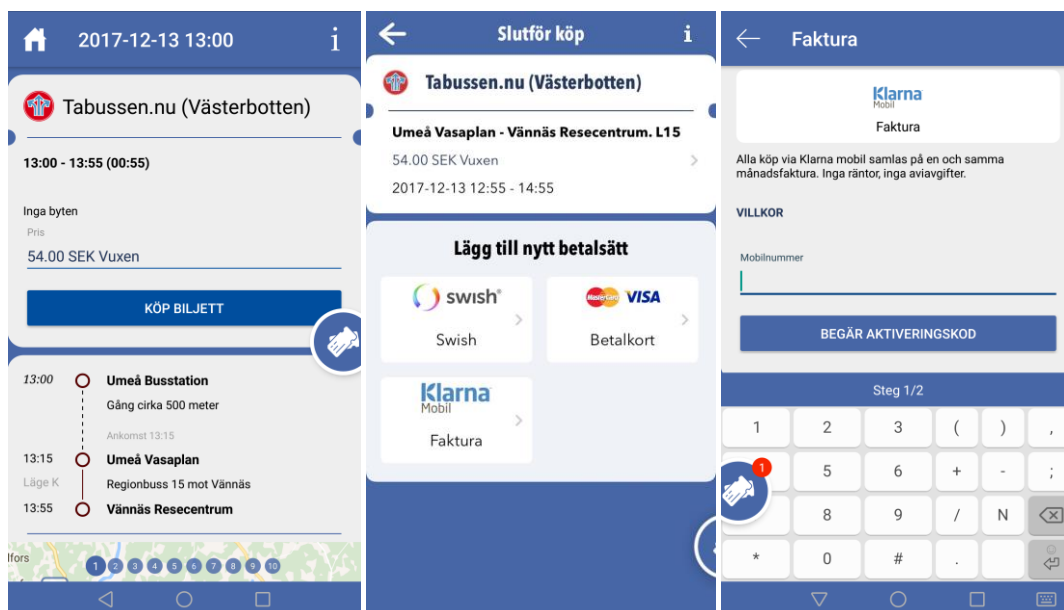 2017-12-13 13:00
i
Tabussen.nu (Västerbotten)
13:00 - 13:55 (00:55)
Inga byten
Pris
54.00 SEK Vuxen
KÖP BILJETT
13:00 Umeå Busstation
Gång cirka 500 meter
Ankomst 13:15
13:15 Umeå Vasaplan
Läge K Regionbuss 15 mot Vännäs
13:55 Vännäs Resecentrum
lfors
1 2 3 4 5 6 7 8 9 10
Slutför köp
i
Tabussen.nu (Västerbotten)
Umeå Vasaplan - Vännäs Resecentrum. L15
54.00 SEK Vuxen
2017-12-13 12:55 - 14:55
Lägg till nytt betalsätt
swish®
Swish
MasterCard VISA
Betalkort
Klarna
Mobil
Faktura
Faktura
Klarna
Mobil
Faktura
Alla köp via Klarna mobil samlas på en och samma
månadsfaktura. Inga räntor, inga aviavgifter.
VILLKOR
Mobilnummer
BEGÄR AKTIVERINGSKOD
Steg 1/2
1 2 3 ( ) ,
1 5 6 + - ;
8 9 / N
* 0 # .